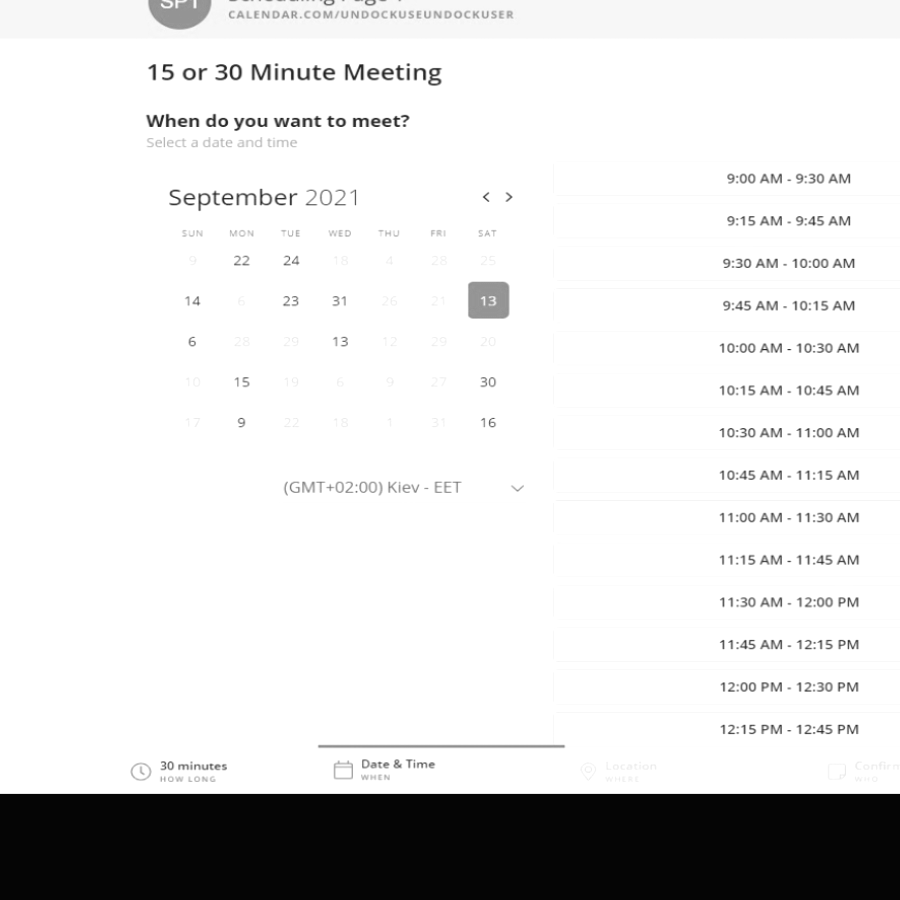 SPT
CALENDAR.COM/UNDOCKUSEUNDOCKUSER
15 or 30 Minute Meeting
When do you want to meet?
Select a date and time
September 2021 < >
SUN MON TUE WED THU FRI SAT
9 22 24 18 4 28 25
14 6 23 31 26 21 13
6 28 29 13 12 29 20
10 15 19 6 9 27 30
17 9 22 18 1 31 16
(GMT+02:00) Kiev - EET
9:00 AM - 9:30 AM
9:15 AM - 9:45 AM
9:30 AM - 10:00 AM
9:45 AM - 10:15 AM
10:00 AM - 10:30 AM
10:15 AM - 10:45 AM
10:30 AM - 11:00 AM
10:45 AM - 11:15 AM
11:00 AM - 11:30 AM
11:15 AM - 11:45 AM
11:30 AM - 12:00 PM
11:45 AM - 12:15 PM
12:00 PM - 12:30 PM
12:15 PM - 12:45 PM
30 minutes
HOW LONG
Date & Time
WHEN
Location
WHERE
Confirm
WHO